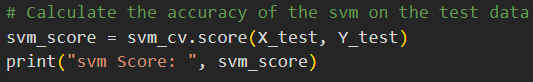 # Calculate the accuracy of the svm on the test data
svm_score = svm_cv.score(X_test, Y_test)
print("svm Score: ", svm_score)